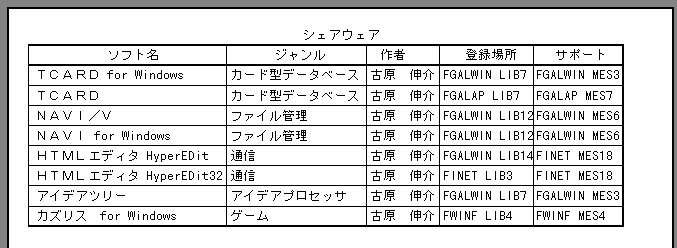 シェアウェア
ソフト名 ジャンル 作者 登録場所 サポート
ＴＣＡＲＤ for Windows カード型データベース 古原　伸介 FGALWIN LIB7 FGALWIN MES3
ＴＣＡＲＤ カード型データベース 古原　伸介 FGALAP LIB7 FGALAP MES7
ＮＡＶＩ／V ファイル管理 古原　伸介 FGALWIN LIB12 FGALWIN MES6
ＮＡＶＩ for Windows ファイル管理 古原　伸介 FGALWIN LIB12 FGALWIN MES6
ＨＴＭＬエディタ HyperEDit 通信 古原　伸介 FGALWIN LIB14 FINET MES18
ＨＴＭＬエディタ HyperEDit32 通信 古原　伸介 FINET LIB3 FINET MES18
アイデアツリー アイデアプロセッサ 古原　伸介 FGALWIN LIB7 FGALWIN MES3
カズリス　for Windows ゲーム 古原　伸介 FWINF LIB4 FWINF MES4